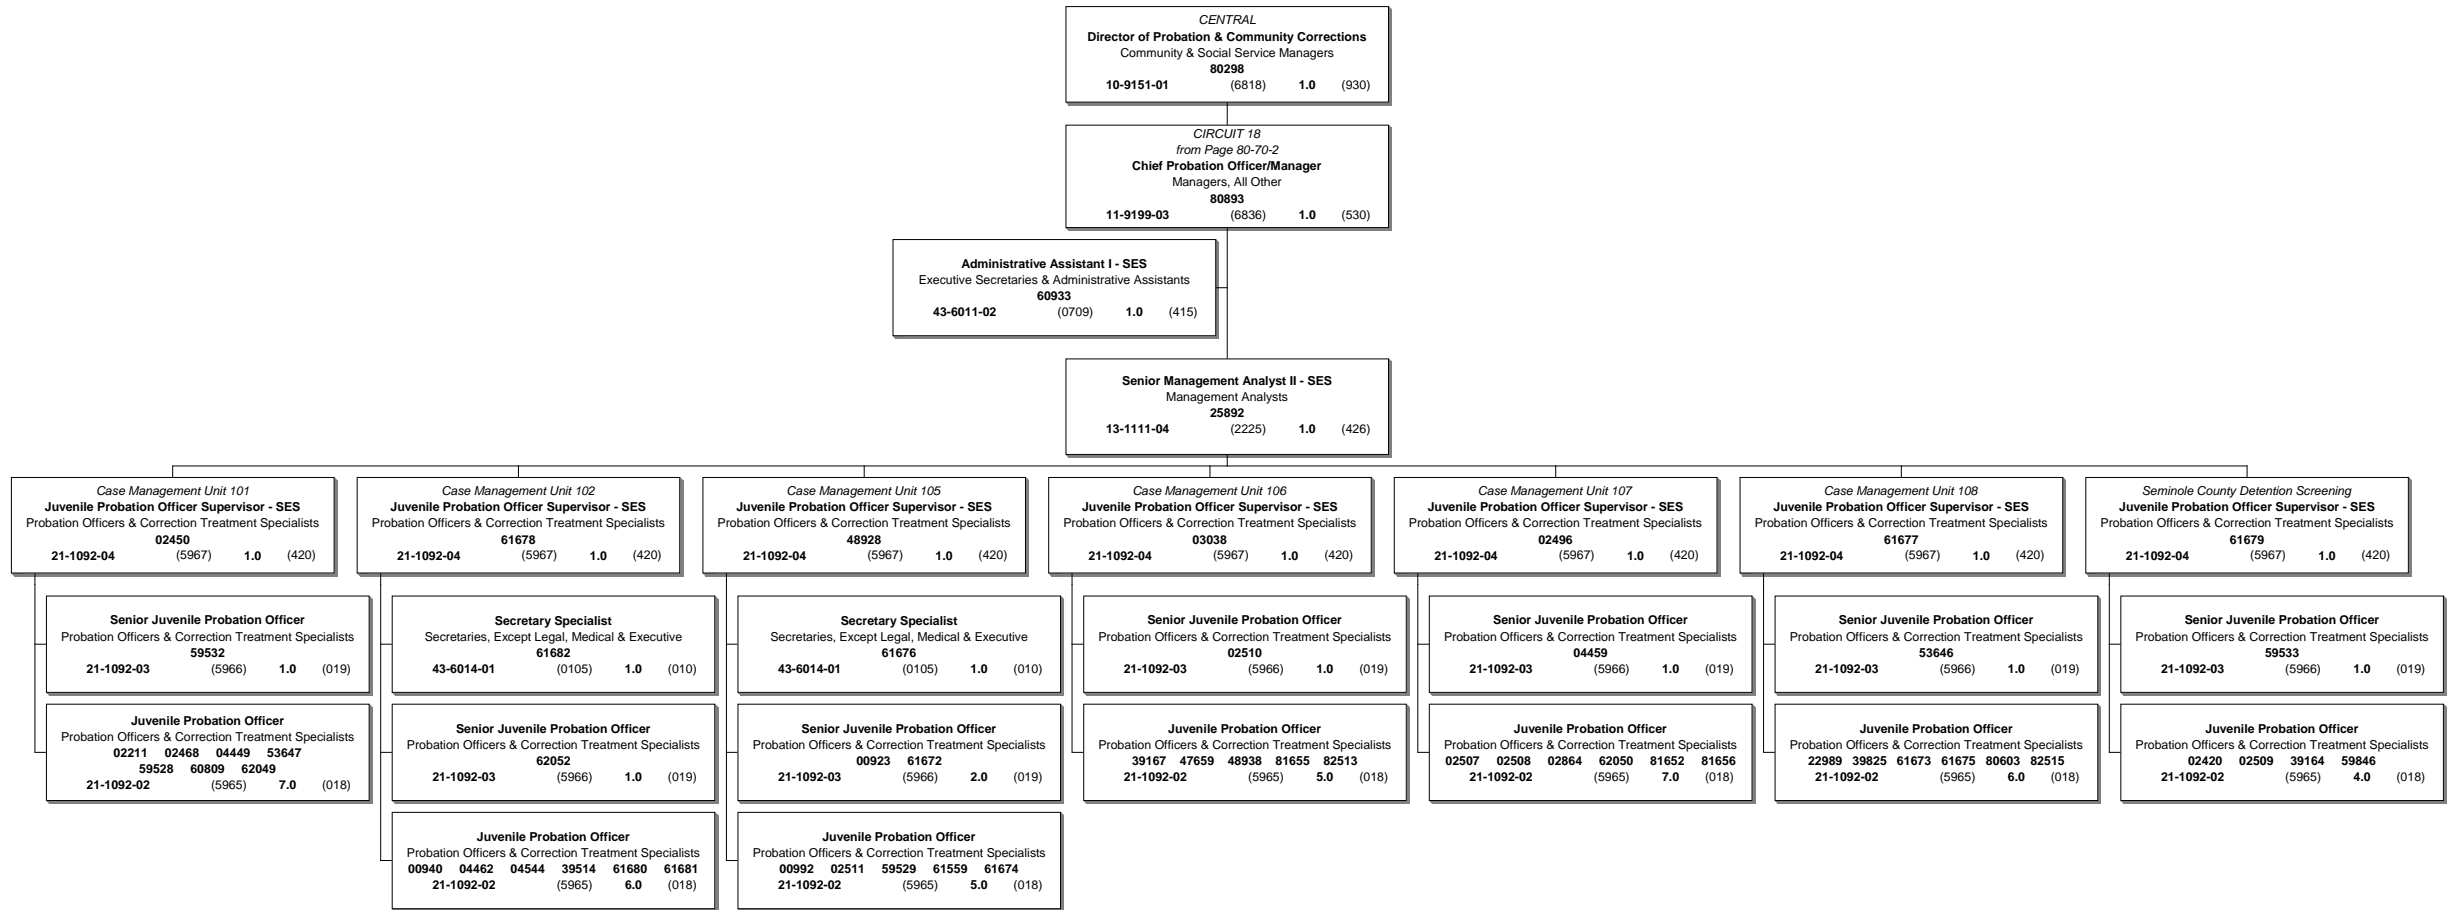 CENTRAL
Director of Probation & Community Corrections
Community & Social Service Managers
80298
10-9151-01 (6818) 1.0 (930)
CIRCUIT 18
from Page 80-70-2
Chief Probation Officer/Manager
Managers, All Other
80893
11-9199-03 (6836) 1.0 (530)
Administrative Assistant I - SES
Executive Secretaries & Administrative Assistants
60933
43-6011-02 (0709) 1.0 (415)
Senior Management Analyst II - SES
Management Analysts
25892
13-1111-04 (2225) 1.0 (426)
Case Management Unit 101
Juvenile Probation Officer Supervisor - SES
Probation Officers & Correction Treatment Specialists
02450
21-1092-04 (5967) 1.0 (420)
Senior Juvenile Probation Officer
Probation Officers & Correction Treatment Specialists
59532
21-1092-03 (5966) 1.0 (019)
Juvenile Probation Officer
Probation Officers & Correction Treatment Specialists
02211 02468 04449 53647
59528 60809 62049
21-1092-02 (5965) 7.0 (018)
Case Management Unit 102
Juvenile Probation Officer Supervisor - SES
Probation Officers & Correction Treatment Specialists
61678
21-1092-04 (5967) 1.0 (420)
Secretary Specialist
Secretaries, Except Legal, Medical & Executive
61682
43-6014-01 (0105) 1.0 (010)
Senior Juvenile Probation Officer
Probation Officers & Correction Treatment Specialists
62052
21-1092-03 (5966) 1.0 (019)
Juvenile Probation Officer
Probation Officers & Correction Treatment Specialists
00940 04462 04544 39514 61680 61681
21-1092-02 (5965) 6.0 (018)
Case Management Unit 105
Juvenile Probation Officer Supervisor - SES
Probation Officers & Correction Treatment Specialists
48928
21-1092-04 (5967) 1.0 (420)
Secretary Specialist
Secretaries, Except Legal, Medical & Executive
61676
43-6014-01 (0105) 1.0 (010)
Senior Juvenile Probation Officer
Probation Officers & Correction Treatment Specialists
00923 61672
21-1092-03 (5966) 2.0 (019)
Juvenile Probation Officer
Probation Officers & Correction Treatment Specialists
00992 02511 59529 61559 61674
21-1092-02 (5965) 5.0 (018)
Case Management Unit 106
Juvenile Probation Officer Supervisor - SES
Probation Officers & Correction Treatment Specialists
03038
21-1092-04 (5967) 1.0 (420)
Senior Juvenile Probation Officer
Probation Officers & Correction Treatment Specialists
02510
21-1092-03 (5966) 1.0 (019)
Juvenile Probation Officer
Probation Officers & Correction Treatment Specialists
39167 47659 48938 81655 82513
21-1092-02 (5965) 5.0 (018)
Case Management Unit 107
Juvenile Probation Officer Supervisor - SES
Probation Officers & Correction Treatment Specialists
02496
21-1092-04 (5967) 1.0 (420)
Senior Juvenile Probation Officer
Probation Officers & Correction Treatment Specialists
04459
21-1092-03 (5966) 1.0 (019)
Juvenile Probation Officer
Probation Officers & Correction Treatment Specialists
02507 02508 02864 62050 81652 81656
21-1092-02 (5965) 7.0 (018)
Case Management Unit 108
Juvenile Probation Officer Supervisor - SES
Probation Officers & Correction Treatment Specialists
61677
21-1092-04 (5967) 1.0 (420)
Senior Juvenile Probation Officer
Probation Officers & Correction Treatment Specialists
53646
21-1092-03 (5966) 1.0 (019)
Juvenile Probation Officer
Probation Officers & Correction Treatment Specialists
22989 39825 61673 61675 80603 82515
21-1092-02 (5965) 6.0 (018)
Seminole County Detention Screening
Juvenile Probation Officer Supervisor - SES
Probation Officers & Correction Treatment Specialists
61679
21-1092-04 (5967) 1.0 (420)
Senior Juvenile Probation Officer
Probation Officers & Correction Treatment Specialists
59533
21-1092-03 (5966) 1.0 (019)
Juvenile Probation Officer
Probation Officers & Correction Treatment Specialists
02420 02509 39164 59846
21-1092-02 (5965) 4.0 (018)